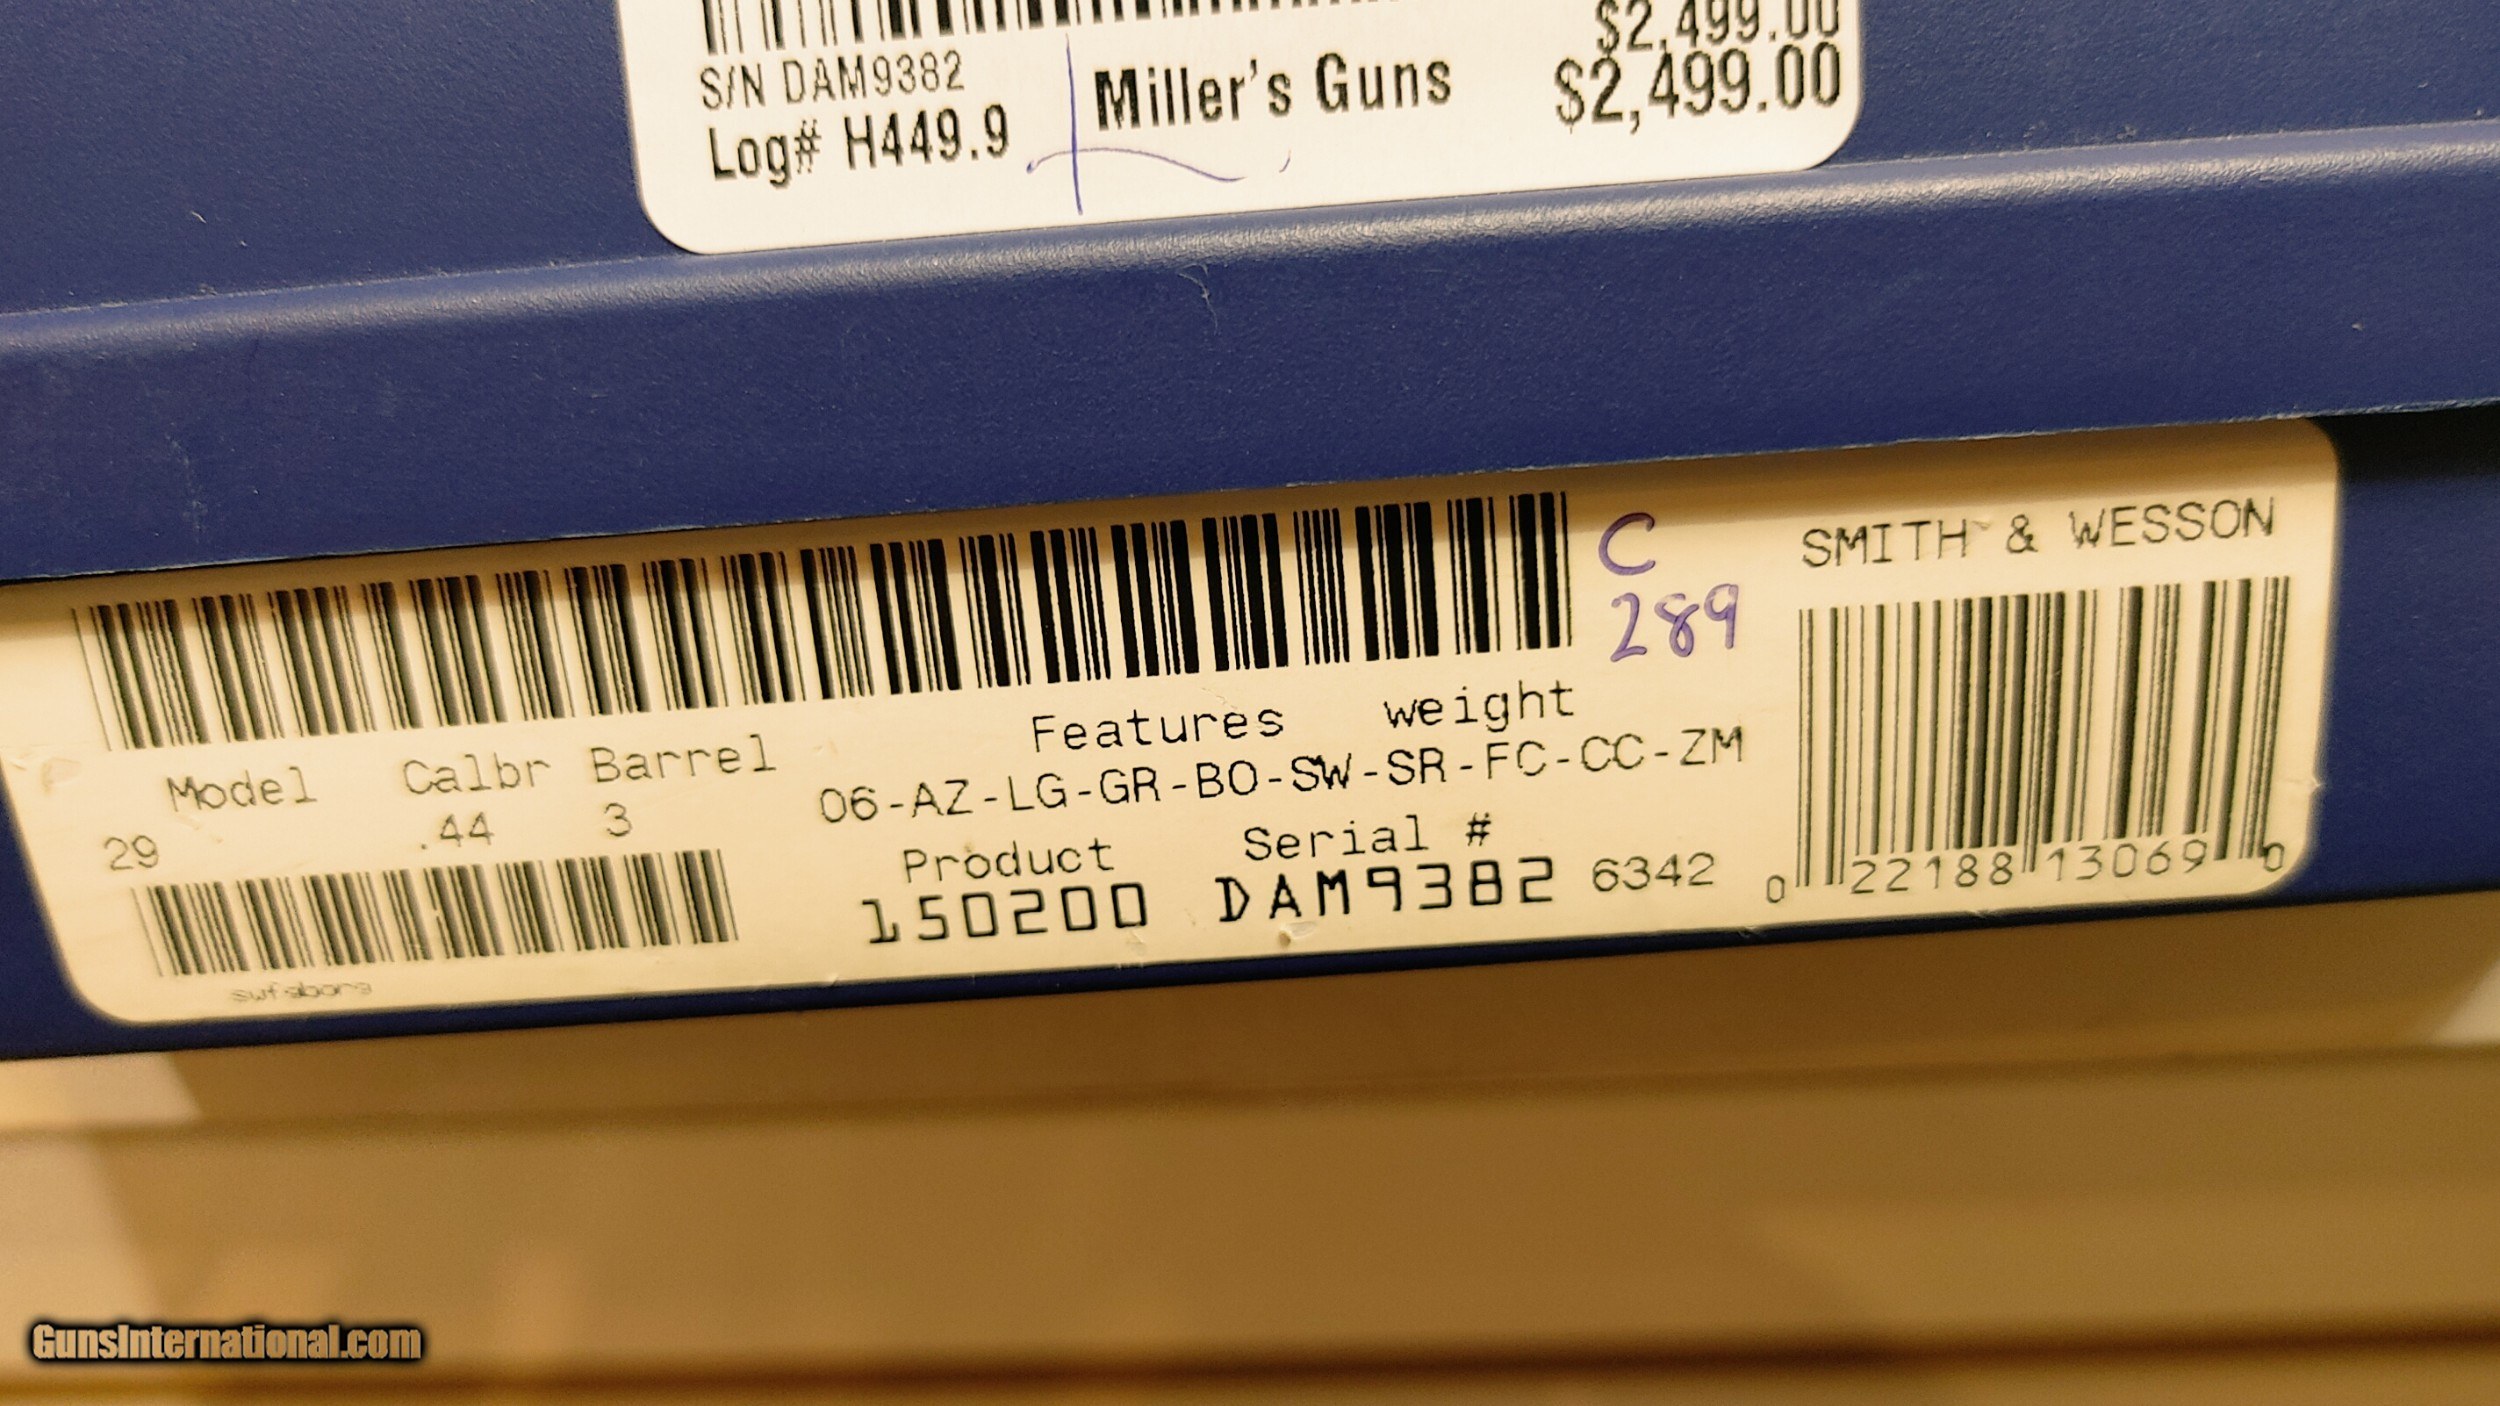 $2,499.00
S/N DAM9382
Log# H449.9
Miller's Guns
$2,499.00
C
289
SMITH & WESSON
Features weight
06-AZ-LG-GR-BO-SW-SR-FC-CC-ZM
Model Calbr Barrel
29 .44 3
Product Serial #
150200 DAM9382 6342
0 22188 13069 0
GunsInternational.com